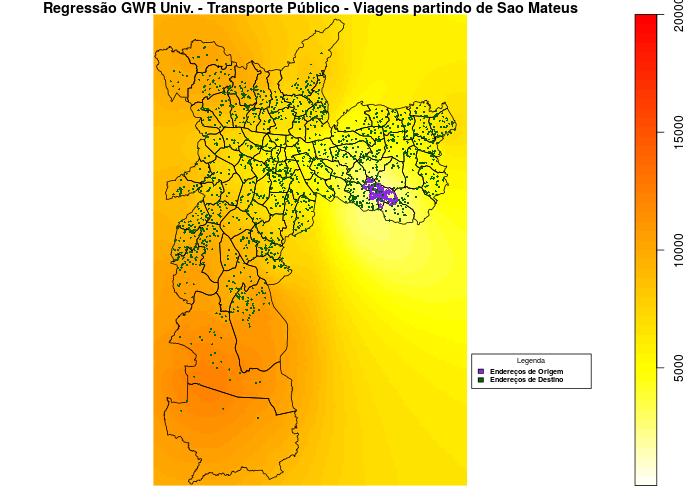 Regressão GWR Univ. - Transporte Público - Viagens partindo de Sao Mateus
20000
15000
10000
5000
Legenda
Endereços de Origem
Endereços de Destino